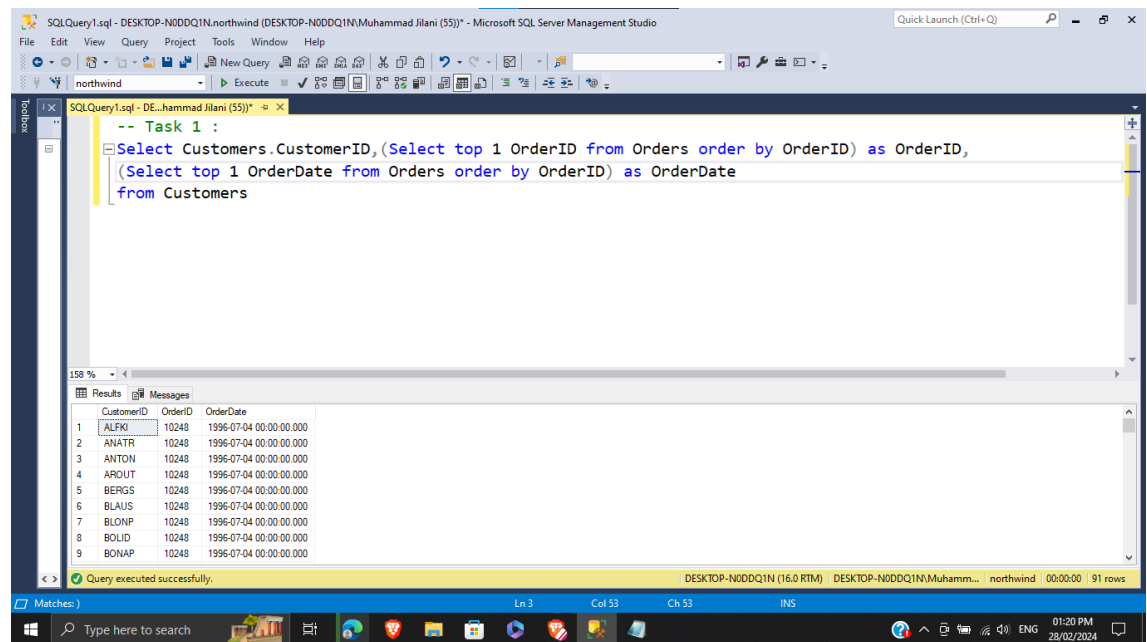 SQLQuery1.sql - DESKTOP-N0DDQ1N.northwind (DESKTOP-N0DDQ1N\Muhammad Jilani (55))* - Microsoft SQL Server Management Studio
Quick Launch (Ctrl+Q)
File Edit View Query Project Tools Window Help
New Query
northwind
Execute
Toolbox
SQLQuery1.sql - DE...hammad Jilani (55))*
-- Task 1 :
Select Customers.CustomerID,(Select top 1 OrderID from Orders order by OrderID) as OrderID,
(Select top 1 OrderDate from Orders order by OrderID) as OrderDate
from Customers
158 %
Results Messages
CustomerID OrderID OrderDate
1 ALFKI 10248 1996-07-04 00:00:00.000
2 ANATR 10248 1996-07-04 00:00:00.000
3 ANTON 10248 1996-07-04 00:00:00.000
4 AROUT 10248 1996-07-04 00:00:00.000
5 BERGS 10248 1996-07-04 00:00:00.000
6 BLAUS 10248 1996-07-04 00:00:00.000
7 BLONP 10248 1996-07-04 00:00:00.000
8 BOLID 10248 1996-07-04 00:00:00.000
9 BONAP 10248 1996-07-04 00:00:00.000
Query executed successfully.
DESKTOP-N0DDQ1N (16.0 RTM) DESKTOP-N0DDQ1N\Muhamm... northwind 00:00:00 91 rows
Matches: )
Ln 3 Col 53 Ch 53 INS
Type here to search
ENG
01:20 PM
28/02/2024